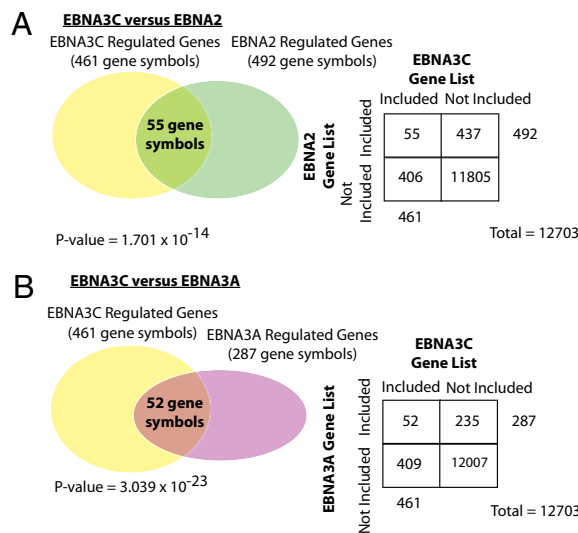 A
EBNA3C versus EBNA2
EBNA3C Regulated Genes
(461 gene symbols)
EBNA2 Regulated Genes
(492 gene symbols)
55 gene
symbols
P-value = 1.701 x 10-14
EBNA3C
Gene List
Included Not Included
EBNA2
Gene List
Included
Not
Included
55 437 492
406 11805
461
Total = 12703
B
EBNA3C versus EBNA3A
EBNA3C Regulated Genes
(461 gene symbols)
EBNA3A Regulated Genes
(287 gene symbols)
52 gene
symbols
P-value = 3.039 x 10-23
EBNA3C
Gene List
Included Not Included
EBNA3A Gene List
Included
Not Included
52 235 287
409 12007
461
Total = 12703